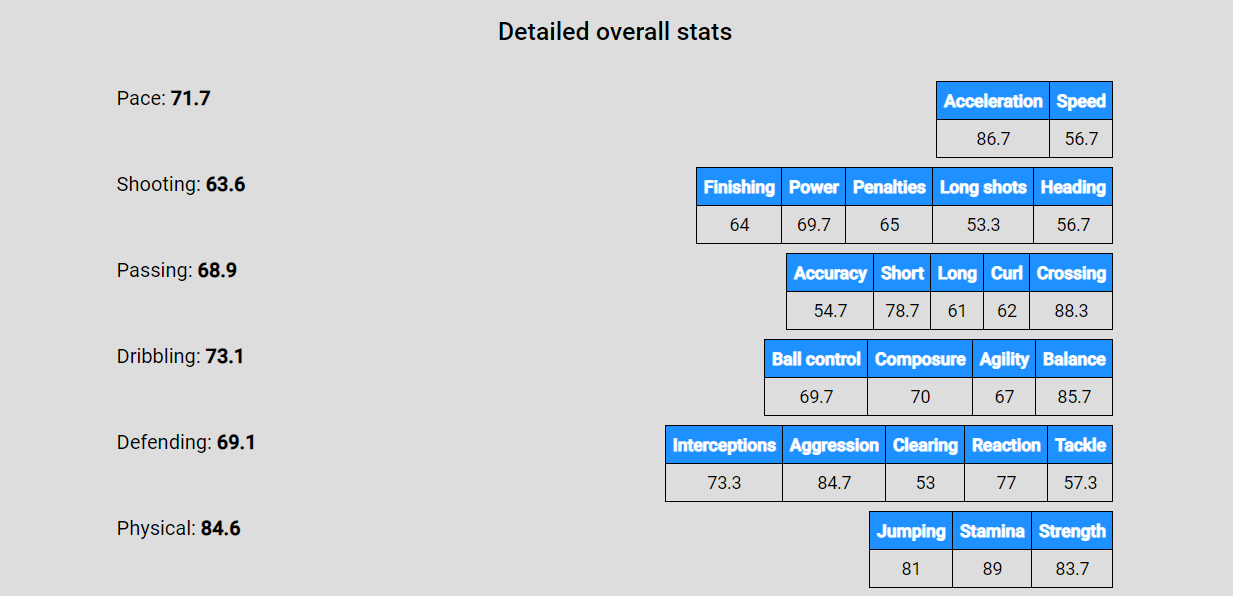 Detailed overall stats
Pace: 71.7
Acceleration Speed
86.7 56.7
Shooting: 63.6
Finishing Power Penalties Long shots Heading
64 69.7 65 53.3 56.7
Passing: 68.9
Accuracy Short Long Curl Crossing
54.7 78.7 61 62 88.3
Dribbling: 73.1
Ball control Composure Agility Balance
69.7 70 67 85.7
Defending: 69.1
Interceptions Aggression Clearing Reaction Tackle
73.3 84.7 53 77 57.3
Physical: 84.6
Jumping Stamina Strength
81 89 83.7